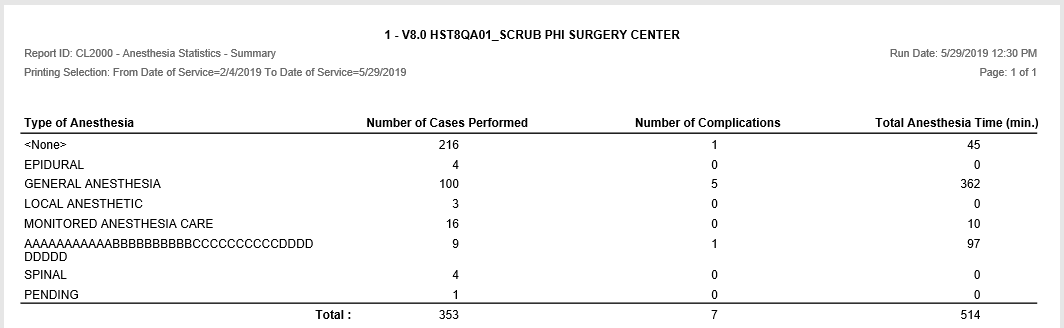 1 - V8.0 HST8QA01_SCRUB PHI SURGERY CENTER
Report ID: CL2000 - Anesthesia Statistics - Summary Run Date: 5/29/2019 12:30 PM
Printing Selection: From Date of Service=2/4/2019 To Date of Service=5/29/2019 Page: 1 of 1
Type of Anesthesia Number of Cases Performed Number of Complications Total Anesthesia Time (min.)
<None> 216 1 45
EPIDURAL 4 0 0
GENERAL ANESTHESIA 100 5 362
LOCAL ANESTHETIC 3 0 0
MONITORED ANESTHESIA CARE 16 0 10
AAAAAAAAAAABBBBBBBBBBCCCCCCCCCCDDDD 9 1 97
DDDDD
SPINAL 4 0 0
PENDING 1 0 0
Total : 353 7 514